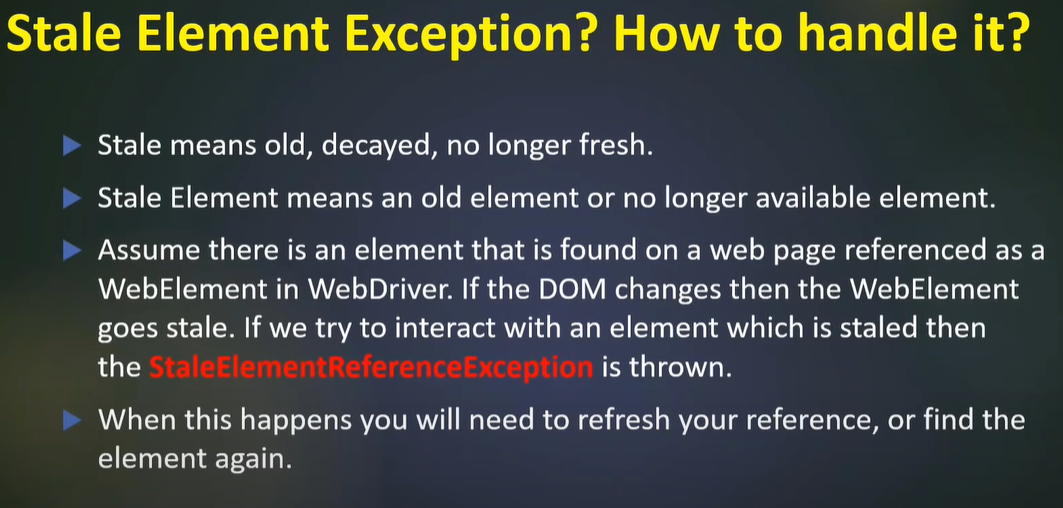 Stale Element Exception? How to handle it?
Stale means old, decayed, no longer fresh.
Stale Element means an old element or no longer available element.
Assume there is an element that is found on a web page referenced as a
WebElement in WebDriver. If the DOM changes then the WebElement
goes stale. If we try to interact with an element which is staled then
the StaleElementReferenceException is thrown.
When this happens you will need to refresh your reference, or find the
element again.